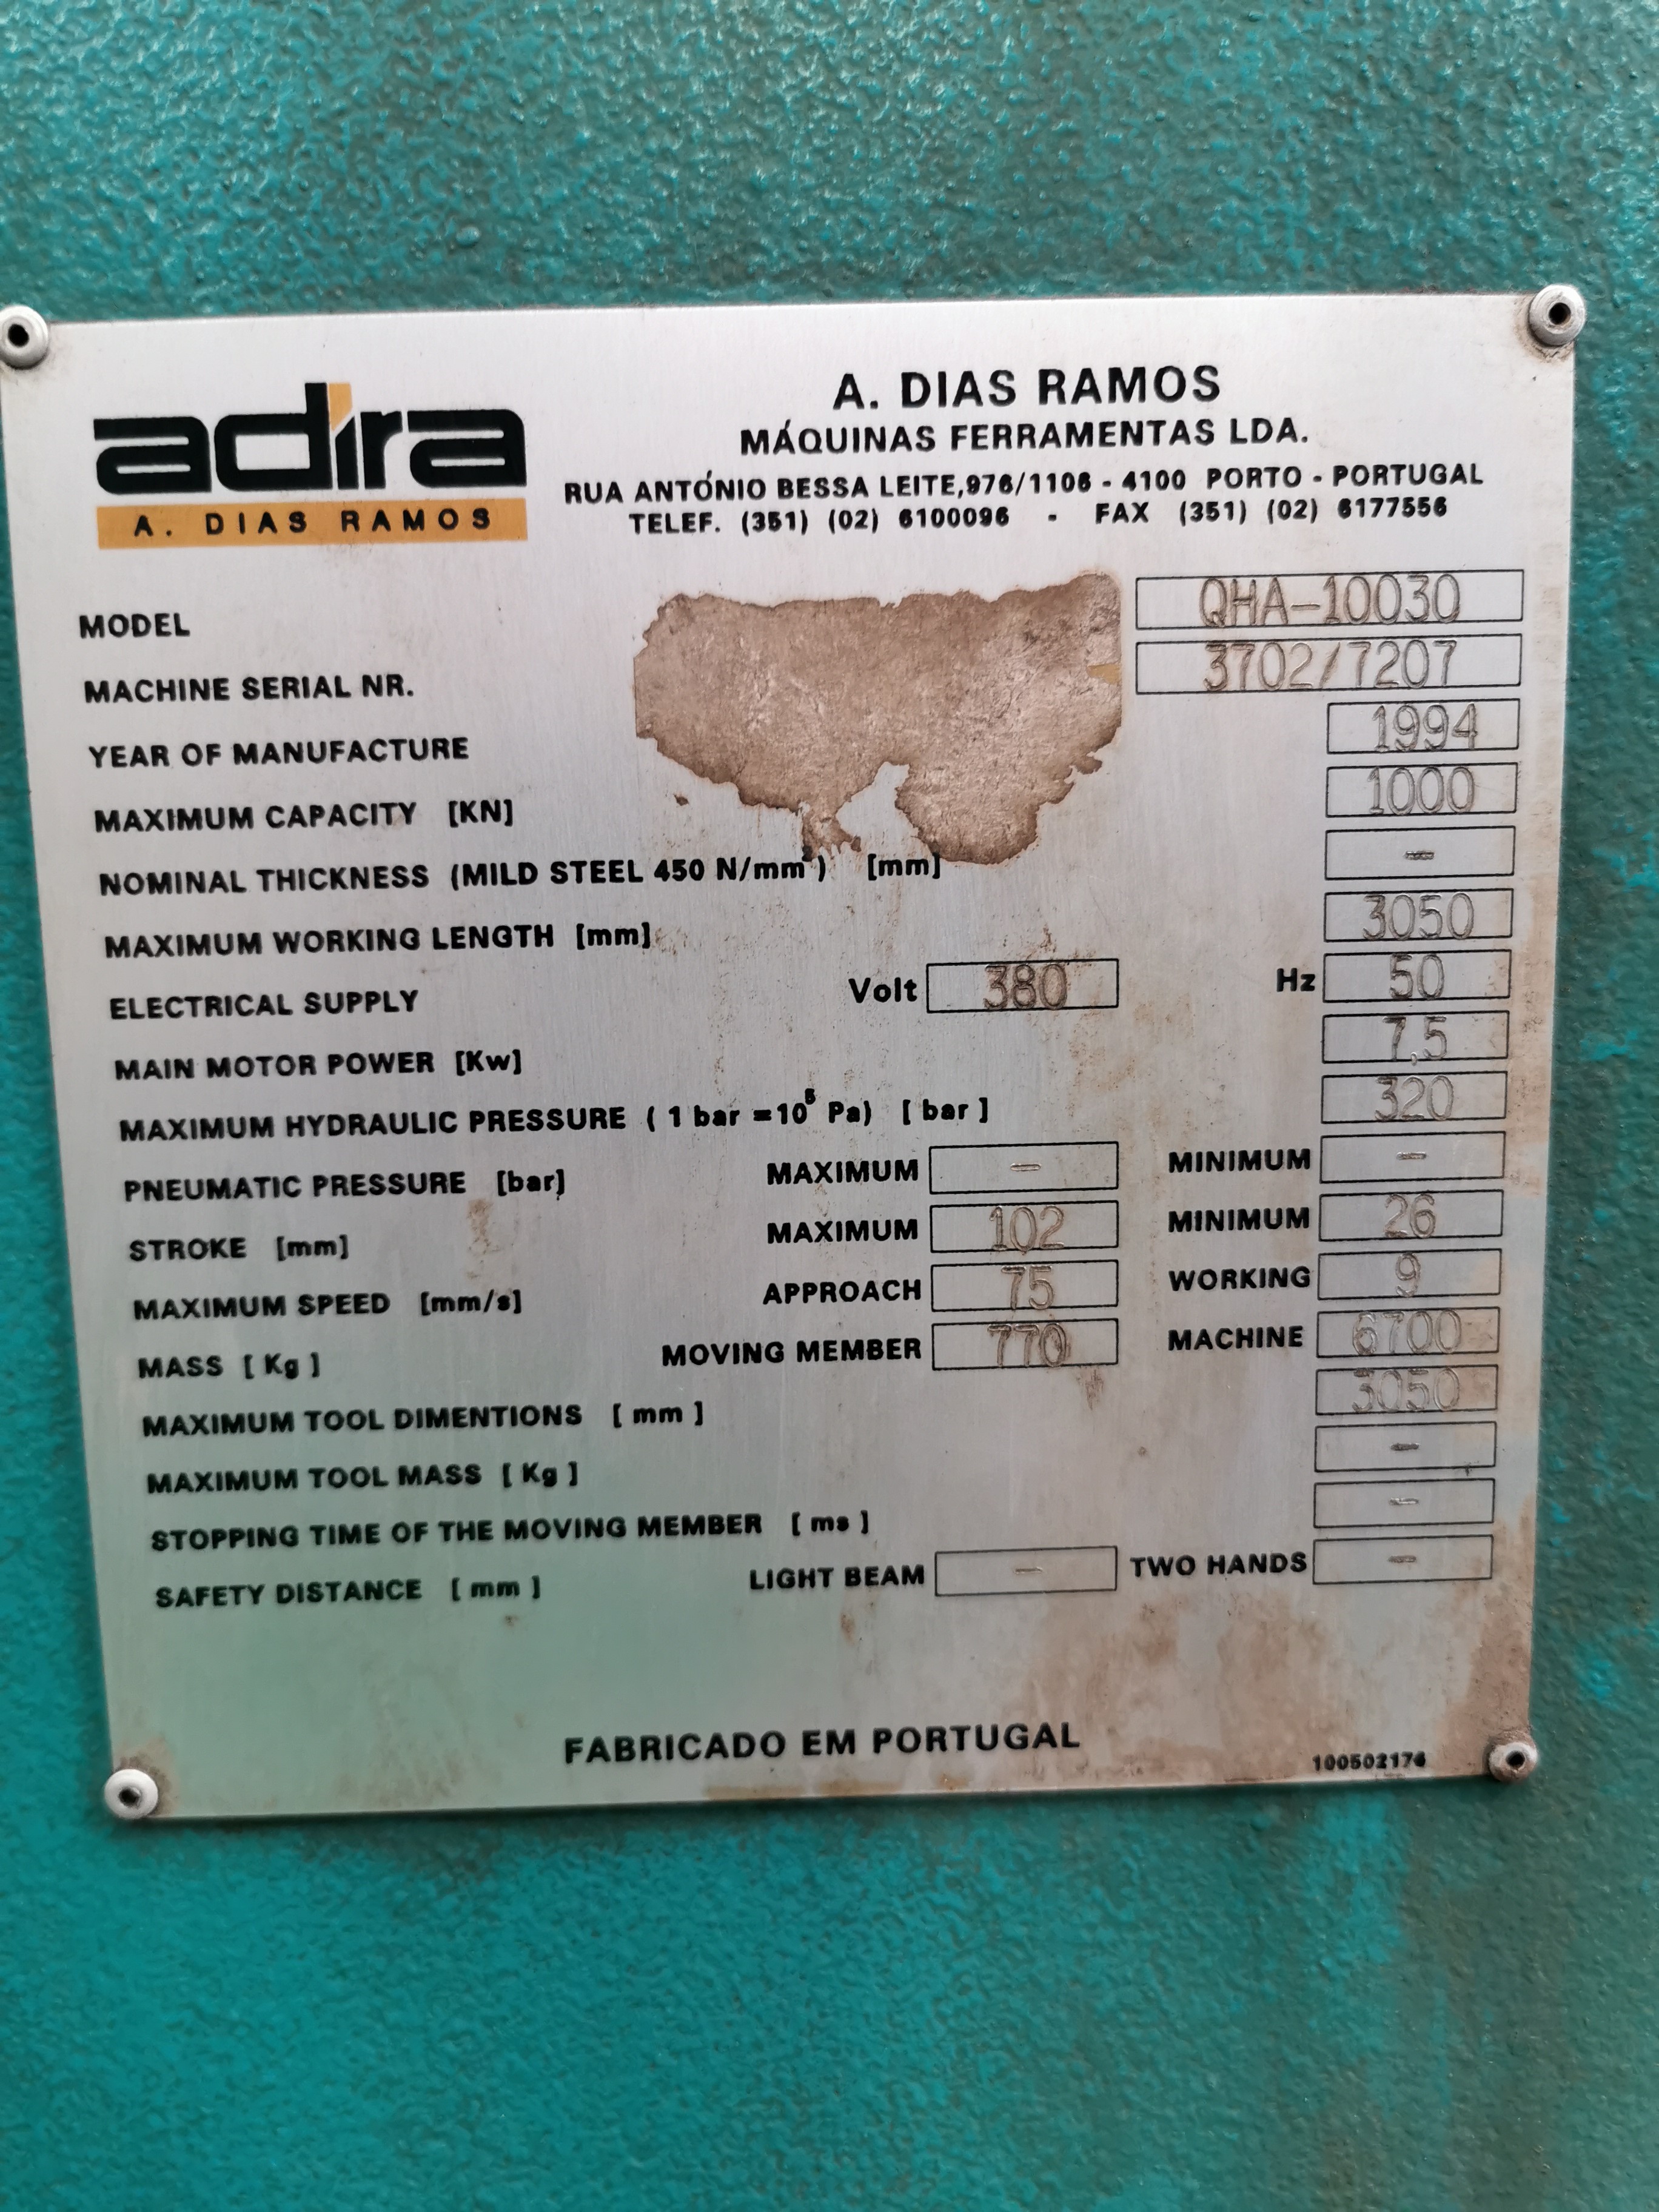 adira
A. DIAS RAMOS
A. DIAS RAMOS
MÁQUINAS FERRAMENTAS LDA.
RUA ANTÓNIO BESSA LEITE,976/1106 - 4100 PORTO - PORTUGAL
TELEF. (351) (02) 6100096 - FAX (351) (02) 6177556
MODEL QHA-10030
MACHINE SERIAL NR. 3702/7207
YEAR OF MANUFACTURE 1994
MAXIMUM CAPACITY [KN] 1000
NOMINAL THICKNESS (MILD STEEL 450 N/mm²) [mm] -
MAXIMUM WORKING LENGTH [mm] 3050
ELECTRICAL SUPPLY Volt 380 Hz 50
MAIN MOTOR POWER [Kw] 7,5
MAXIMUM HYDRAULIC PRESSURE ( 1 bar =10⁵ Pa) [ bar ] 320
PNEUMATIC PRESSURE [bar] MAXIMUM - MINIMUM -
STROKE [mm] MAXIMUM 102 MINIMUM 26
MAXIMUM SPEED [mm/s] APPROACH 75 WORKING 9
MASS [ Kg ] MOVING MEMBER 770 MACHINE 6700
MAXIMUM TOOL DIMENTIONS [ mm ] 3050
MAXIMUM TOOL MASS [ Kg ] -
STOPPING TIME OF THE MOVING MEMBER [ ms ] -
SAFETY DISTANCE [ mm ] LIGHT BEAM - TWO HANDS -
FABRICADO EM PORTUGAL
100502174